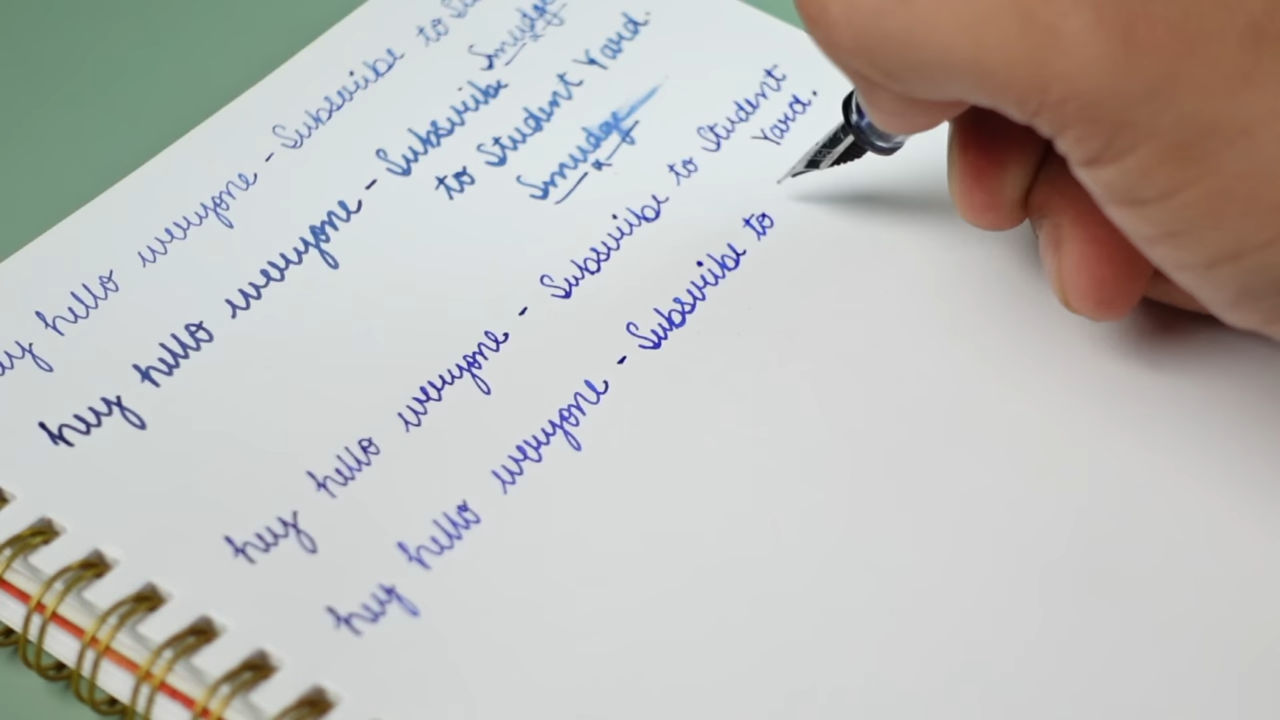 hello everyone - Subscribe to
Smudge
hey hello everyone - Subscribe
to Student Yard.
Smudge
hey hello everyone - Subscribe to Student
Yard.
hey hello everyone - Subscribe to